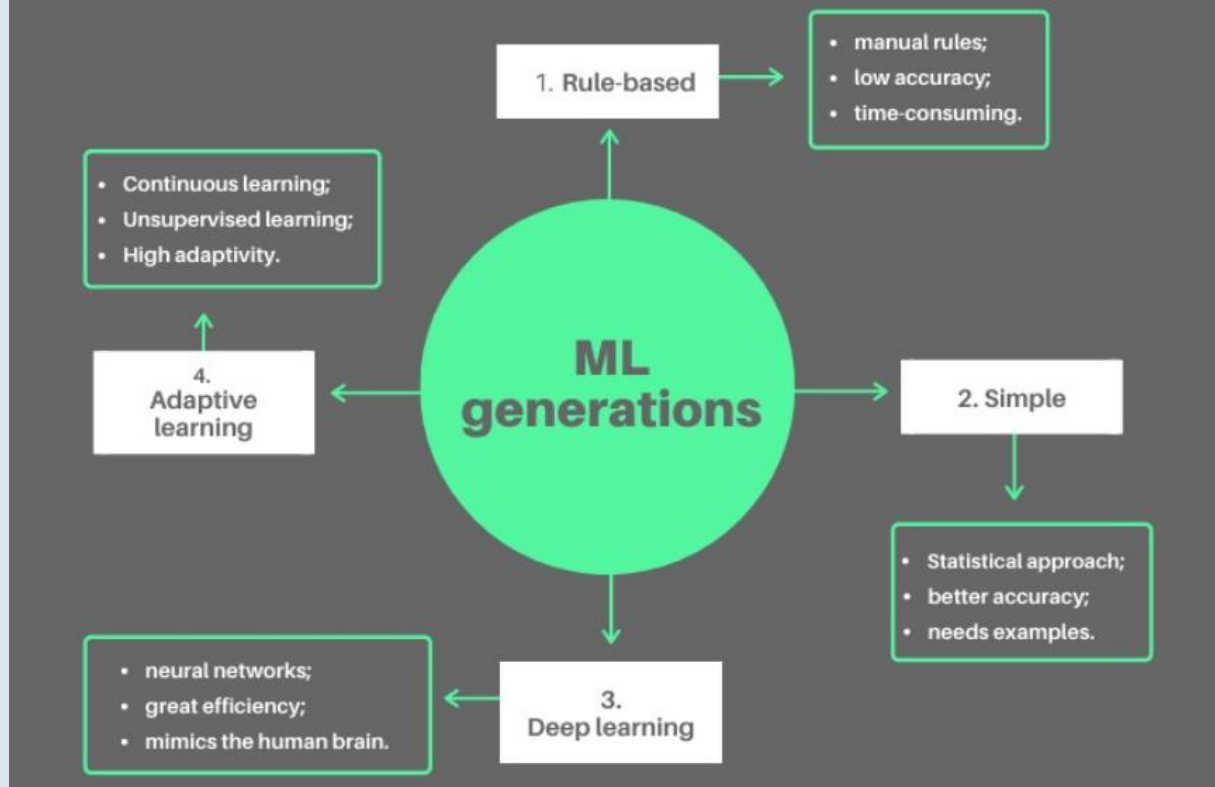 ML
generations
1. Rule-based
• manual rules;
• low accuracy;
• time-consuming.
2. Simple
• Statistical approach;
• better accuracy;
• needs examples.
3.
Deep learning
• neural networks;
• great efficiency;
• mimics the human brain.
4.
Adaptive
learning
• Continuous learning;
• Unsupervised learning;
• High adaptivity.